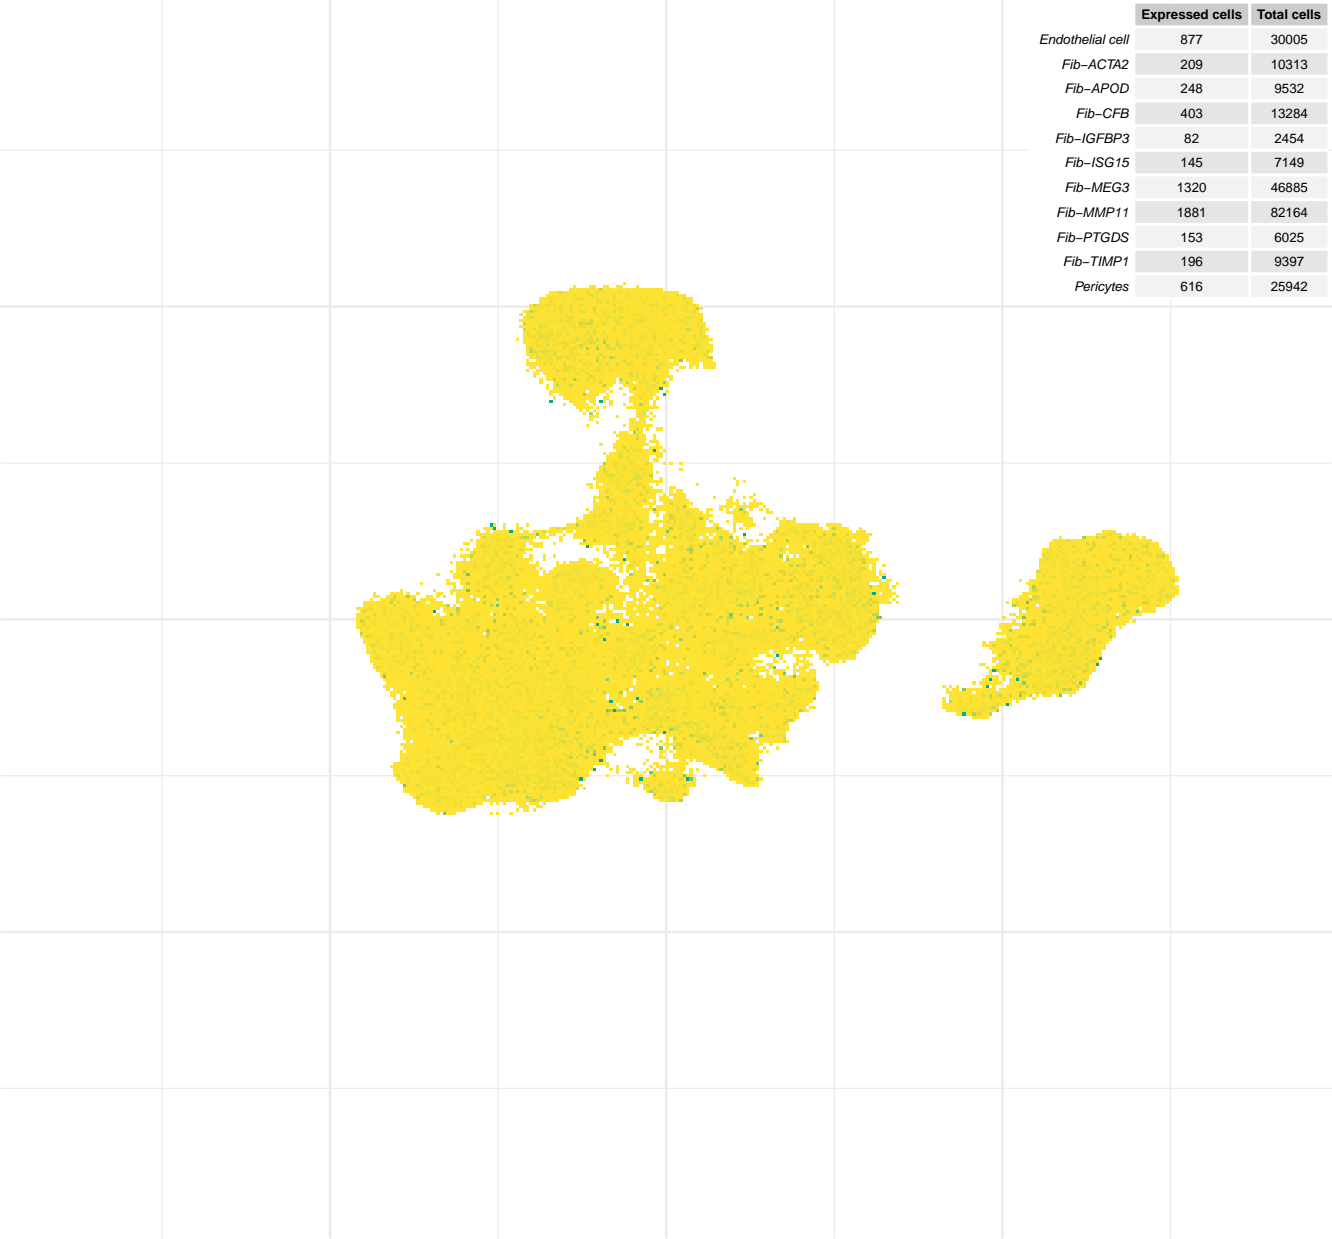 Expressed cells Total cells
Endothelial cell 877 30005
Fib−ACTA2 209 10313
Fib−APOD 248 9532
Fib−CFB 403 13284
Fib−IGFBP3 82 2454
Fib−ISG15 145 7149
Fib−MEG3 1320 46885
Fib−MMP11 1881 82164
Fib−PTGDS 153 6025
Fib−TIMP1 196 9397
Pericytes 616 25942